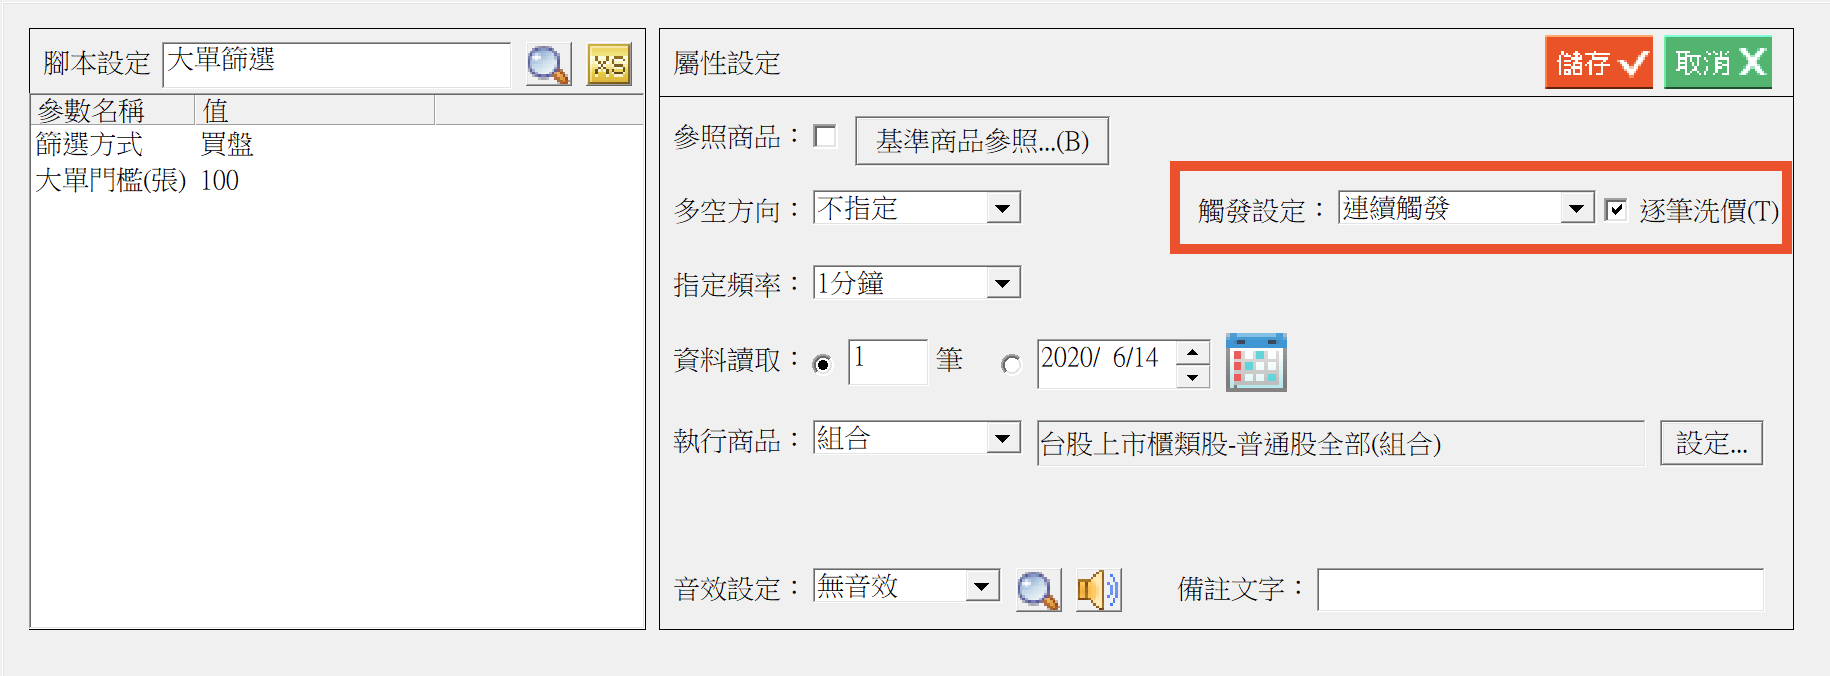 腳本設定 大單篩選 XS
參數名稱 值
篩選方式 買盤
大單門檻(張) 100
屬性設定 儲存 取消
參照商品： 基準商品參照...(B)
多空方向： 不指定 觸發設定： 連續觸發 逐筆洗價(T)
指定頻率： 1分鐘
資料讀取： 1 筆 2020/ 6/14
執行商品： 組合 台股上市櫃類股-普通股全部(組合) 設定...
音效設定： 無音效 備註文字：